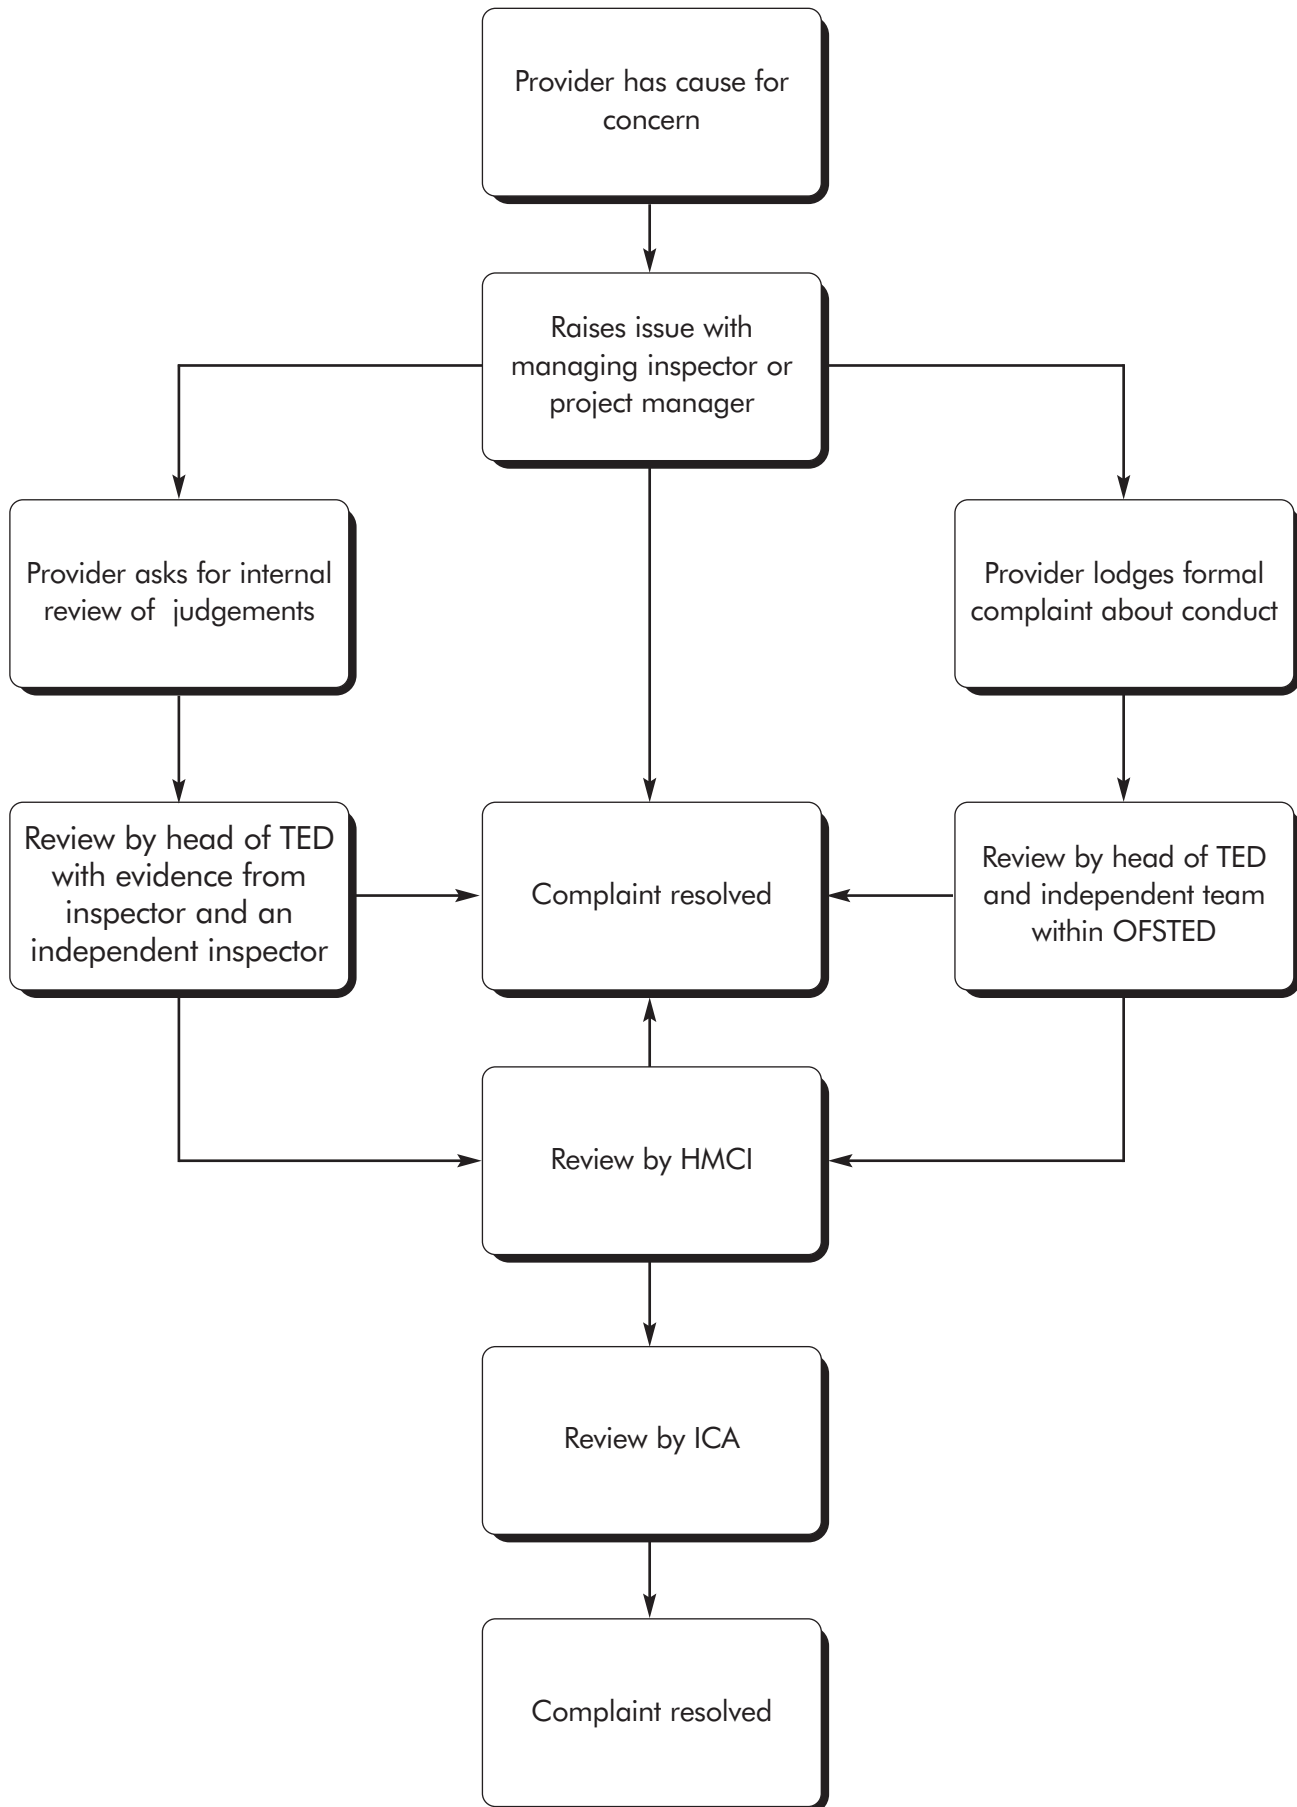 Provider has cause for
concern
Raises issue with
managing inspector or
project manager
Provider asks for internal
review of  judgements
Provider lodges formal
complaint about conduct
Review by head of TED
with evidence from
inspector and an
independent inspector
Complaint resolved
Review by head of TED
and independent team
within OFSTED
Review by HMCI
Review by ICA
Complaint resolved